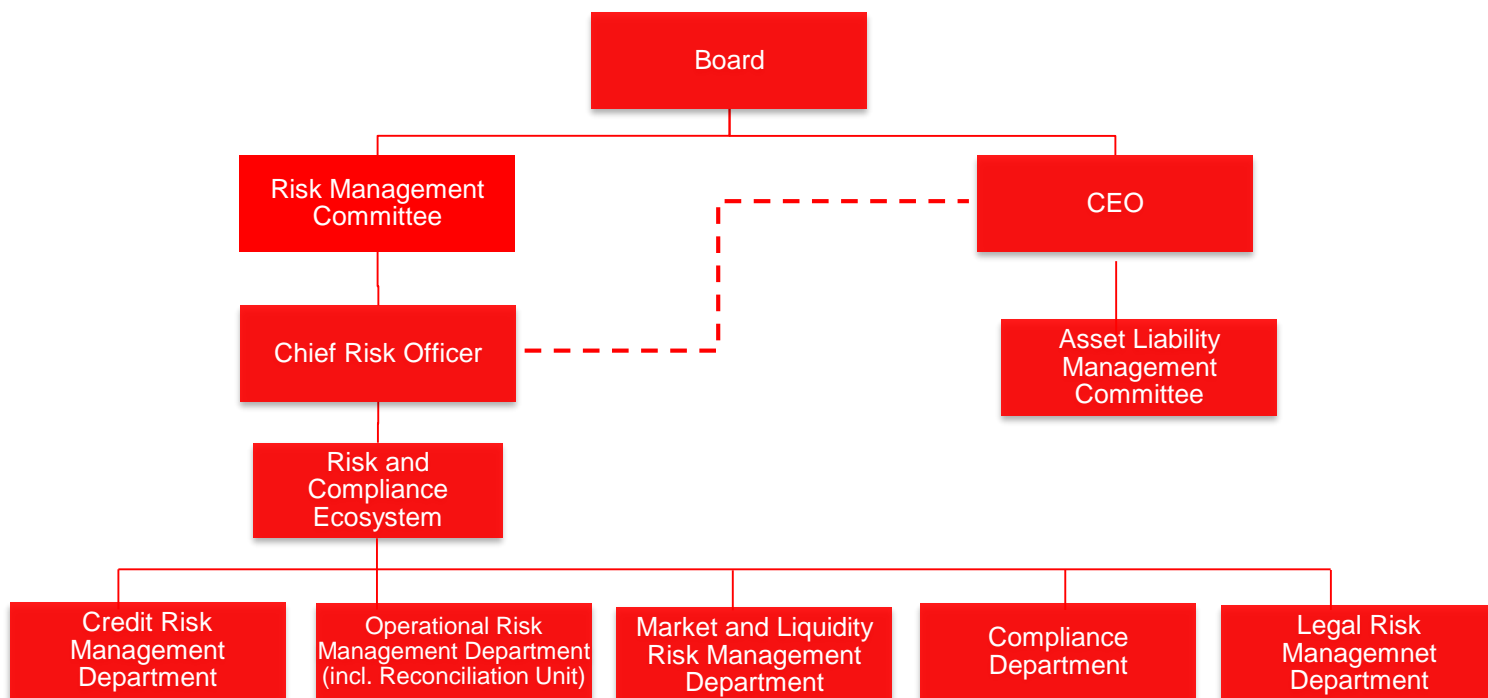 Board
Risk Management
Committee
CEO
Chief Risk Officer
Asset Liability
Management
Committee
Risk and
Compliance
Ecosystem
Credit Risk
Management
Department
Operational Risk
Management Department
(incl. Reconciliation Unit)
Market and Liquidity
Risk Management
Department
Compliance
Department
Legal Risk
Managemnet
Department